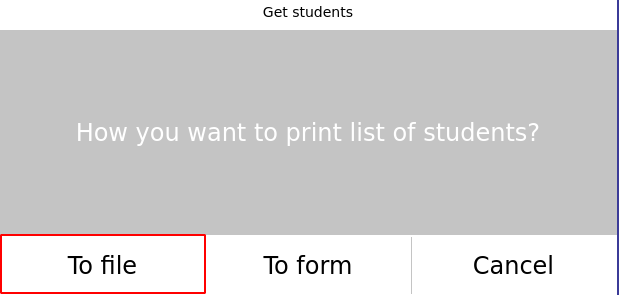 Get students
How you want to print list of students?
To file
To form
Cancel